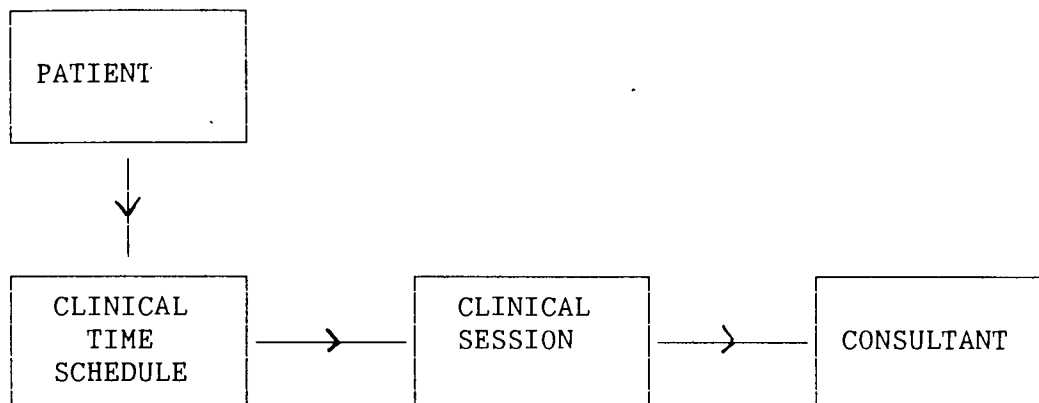 PATIENT
CLINICAL
TIME
SCHEDULE
CLINICAL
SESSION
CONSULTANT